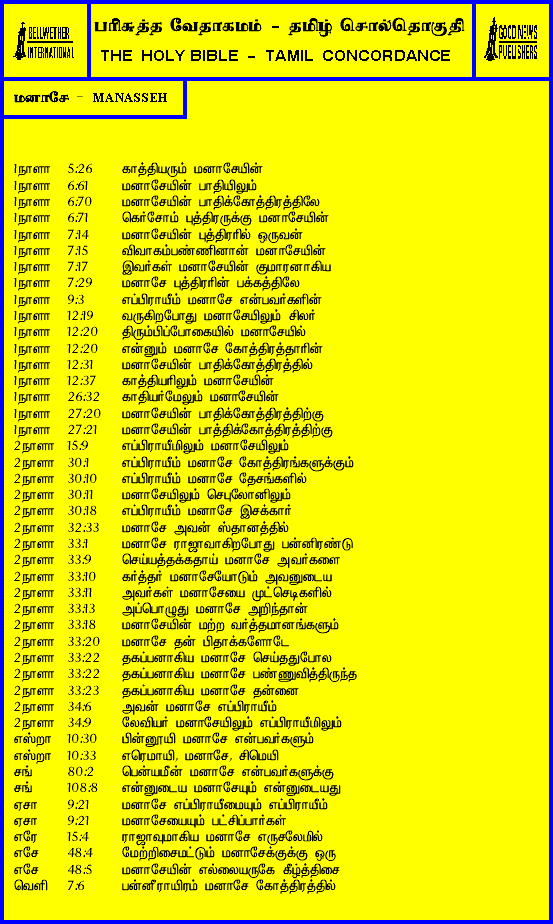 BELLWETHER
INTERNATIONAL
பரிசுத்த வேதாகமம் - தமிழ் சொல்தொகுதி
THE HOLY BIBLE - TAMIL CONCORDANCE
GOOD NEWS
PUBLISHERS
மனாசே - MANASSEH
1நாளா 5:26 காத்தியரும் மனாசேயின்
1நாளா 6:61 மனாசேயின் பாதியிலும்
1நாளா 6:70 மனாசேயின் பாதிக்கோத்திரத்திலே
1நாளா 6:71 கெர்சோம் புத்திரருக்கு மனாசேயின்
1நாளா 7:14 மனாசேயின் புத்திரரில் ஒருவன்
1நாளா 7:15 விவாகம்பண்ணினான் மனாசேயின்
1நாளா 7:17 இவர்கள் மனாசேயின் குமாரனாகிய
1நாளா 7:29 மனாசே புத்திரரின் பக்கத்திலே
1நாளா 9:3 எப்பிராயீம் மனாசே என்பவர்களின்
1நாளா 12:19 வருகிறபோது மனாசேயிலும் சிலர்
1நாளா 12:20 திரும்பிப்போகையில் மனாசேயில்
1நாளா 12:20 என்னும் மனாசே கோத்திரத்தாரின்
1நாளா 12:31 மனாசேயின் பாதிக்கோத்திரத்தில்
1நாளா 12:37 காத்தியரிலும் மனாசேயின்
1நாளா 26:32 காதியர்மேலும் மனாசேயின்
1நாளா 27:20 மனாசேயின் பாதிக்கோத்திரத்திற்கு
1நாளா 27:21 மனாசேயின் பாத்திக்கோத்திரத்திற்கு
2நாளா 15:9 எப்பிராயீமிலும் மனாசேயிலும்
2நாளா 30:1 எப்பிராயீம் மனாசே கோத்திரங்களுக்கும்
2நாளா 30:10 எப்பிராயீம் மனாசே தேசங்களில்
2நாளா 30:11 மனாசேயிலும் செபுலோனிலும்
2நாளா 30:18 எப்பிராயீம் மனாசே இசக்கார்
2நாளா 32:33 மனாசே அவன் ஸ்தானத்தில்
2நாளா 33:1 மனாசே ராஜாவாகிறபோது பன்னிரண்டு
2நாளா 33:9 செய்யத்தக்கதாய் மனாசே அவர்களை
2நாளா 33:10 கர்த்தர் மனாசேயோடும் அவனுடைய
2நாளா 33:11 அவர்கள் மனாசேயை முட்செடிகளில்
2நாளா 33:13 அப்பொழுது மனாசே அறிந்தான்
2நாளா 33:18 மனாசேயின் மற்ற வர்த்தமானங்களும்
2நாளா 33:20 மனாசே தன் பிதாக்களோடே
2நாளா 33:22 தகப்பனாகிய மனாசே செய்ததுபோல
2நாளா 33:22 தகப்பனாகிய மனாசே பண்ணுவித்திருந்த
2நாளா 33:23 தகப்பனாகிய மனாசே தன்னை
2நாளா 34:6 அவன் மனாசே எப்பிராயீம்
2நாளா 34:9 லேவியர் மனாசேயிலும் எப்பிராயீமிலும்
எஸ்றா 10:30 பின்னூயி மனாசே என்பவர்களும்
எஸ்றா 10:33 எரெமாயி, மனாசே, சிமெயி
சங் 80:2 பென்யமீன் மனாசே என்பவர்களுக்கு
சங் 108:8 என்னுடைய மனாசேயும் என்னுடையது
ஏசா 9:21 மனாசே எப்பிராயீமையும் எப்பிராயீம்
ஏசா 9:21 மனாசேயையும் பட்சிப்பார்கள்
எரே 15:4 ராஜாவுமாகிய மனாசே எருசலேமில்
எசே 48:4 மேற்றிசைமட்டும் மனாசேக்குக்கு ஒரு
எசே 48:5 மனாசேயின் எல்லையருகே கீழ்த்திசை
வெளி 7:6 பன்னீராயிரம் மனாசே கோத்திரத்தில்